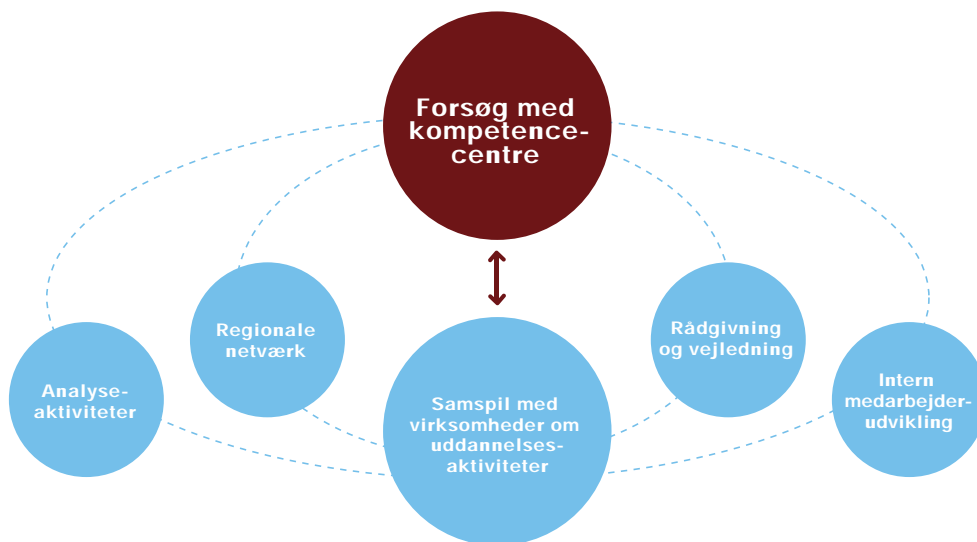 Forsøg med
kompetence-
centre
Regionale
netværk
Rådgivning
og vejledning
Analyse-
aktiviteter
Samspil med
virksomheder om
uddannelses-
aktiviteter
Intern
medarbejder-
udvikling